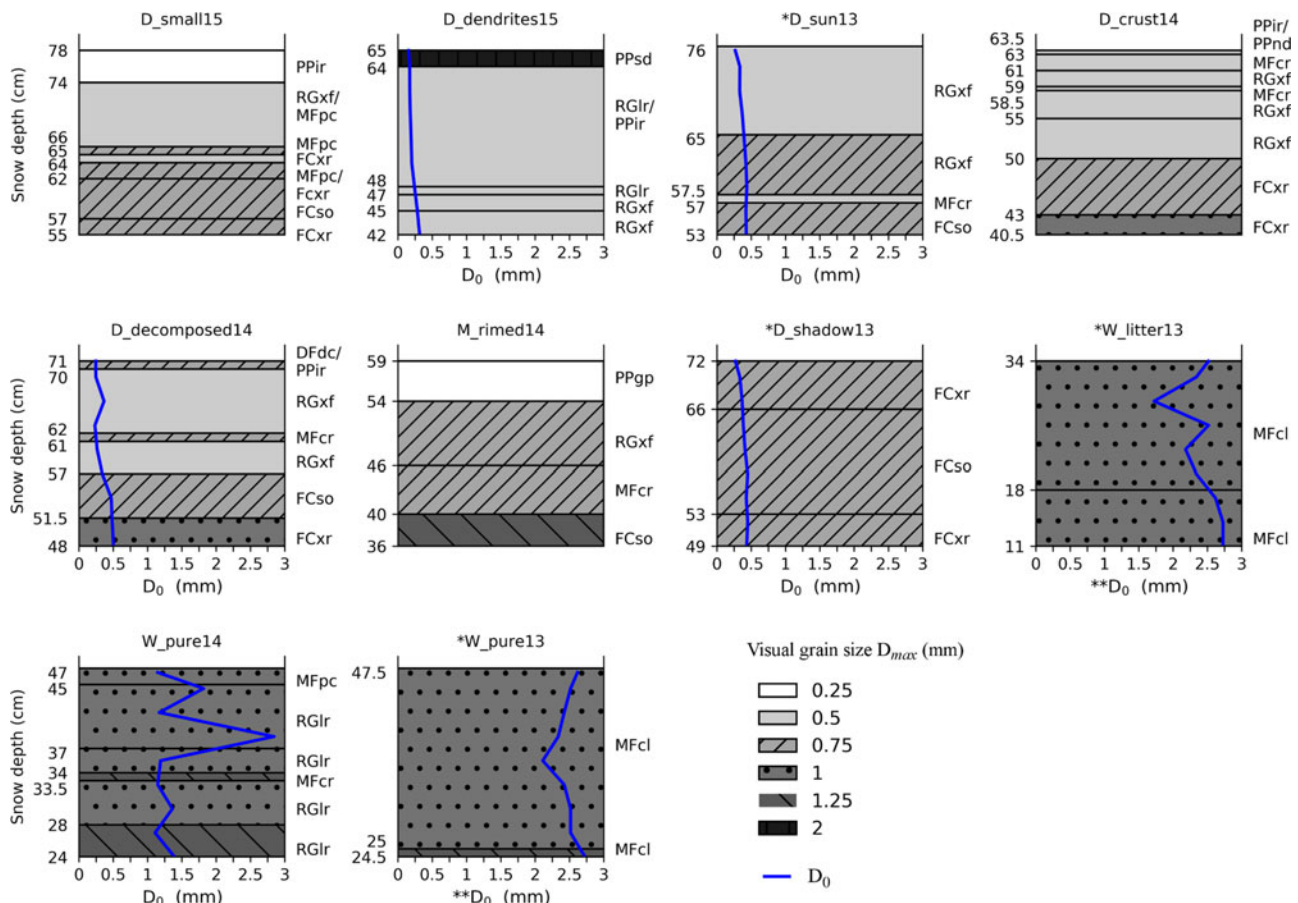 D_small15
Snow depth (cm)
78
74
66
65
64
62
57
55
PPir
RGxf/
MFpc
MFpc
FCxr
MFpc/
FCxr
FCso
FCxr
D_dendrites15
65
64
48
47
45
42
PPsd
RGlr/
PPir
RGlr
RGxf
RGxf
0 0.5 1 1.5 2 2.5 3
D₀ (mm)
*D_sun13
76
65
57.5
57
53
RGxf
RGxf
MFcr
FCso
0 0.5 1 1.5 2 2.5 3
D₀ (mm)
D_crust14
63.5
63
61
59
58.5
55
50
43
40.5
PPir/
PPnd
MFcr
RGxf
MFcr
RGxf
RGxf
FCxr
FCxr
D_decomposed14
Snow depth (cm)
71
70
62
61
57
51.5
48
DFdc/
PPir
RGxf
MFcr
RGxf
FCso
FCxr
0 0.5 1 1.5 2 2.5 3
D₀ (mm)
M_rimed14
59
54
46
40
36
PPgp
RGxf
MFcr
FCso
*D_shadow13
72
66
53
49
FCxr
FCso
FCxr
0 0.5 1 1.5 2 2.5 3
D₀ (mm)
*W_litter13
34
18
11
MFcl
MFcl
0 0.5 1 1.5 2 2.5 3
**D₀ (mm)
W_pure14
Snow depth (cm)
47
45
37
34
33.5
28
24
MFpc
RGlr
RGlr
MFcr
RGlr
RGlr
0 0.5 1 1.5 2 2.5 3
D₀ (mm)
*W_pure13
47.5
25
24.5
MFcl
MFcl
0 0.5 1 1.5 2 2.5 3
**D₀ (mm)
Visual grain size Dmax (mm)
0.25
0.5
0.75
1
1.25
2
D₀